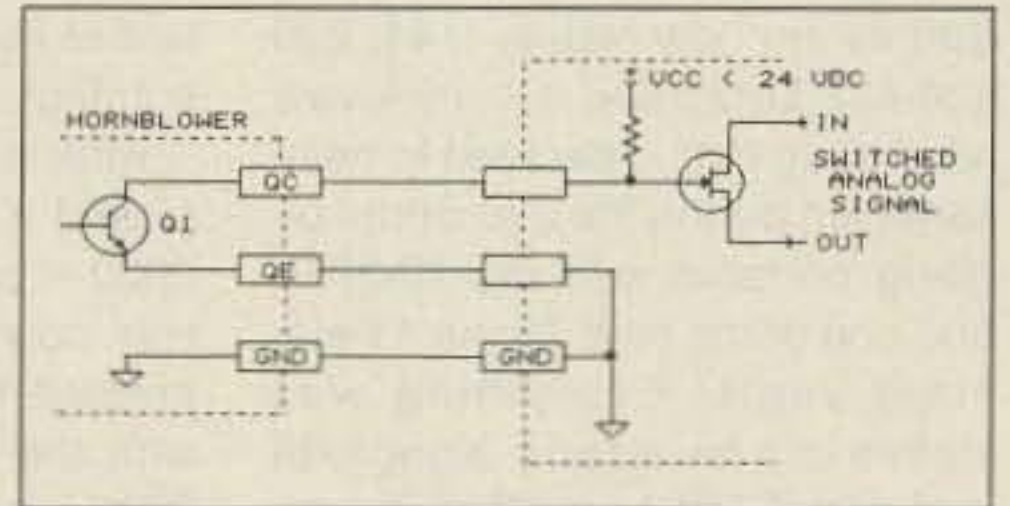 VCC < 24 VDC
HORNBLOWER
IN
SWITCHED
ANALOG
SIGNAL
QC
Q1
OUT
QE
GND
GND